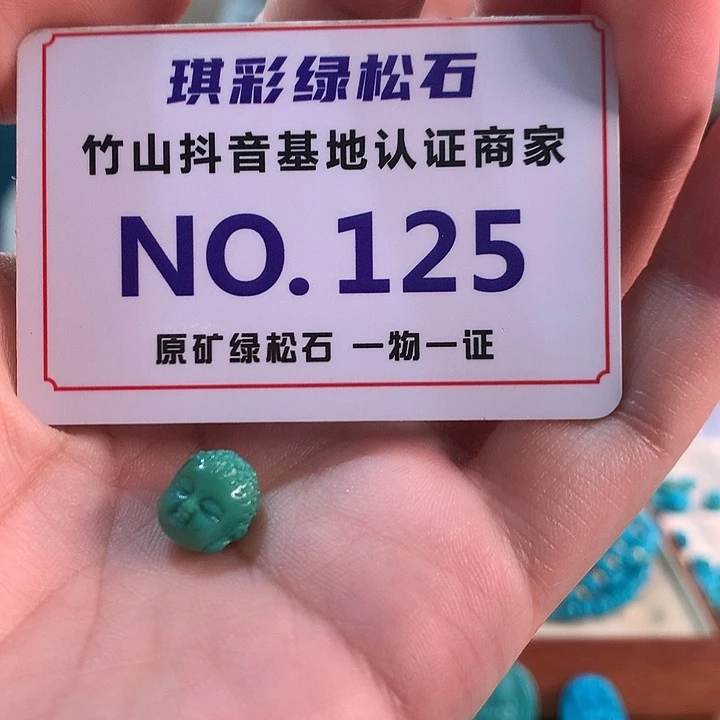 琪彩绿松石
竹山抖音基地认证商家
NO.125
原矿绿松石 一物一证